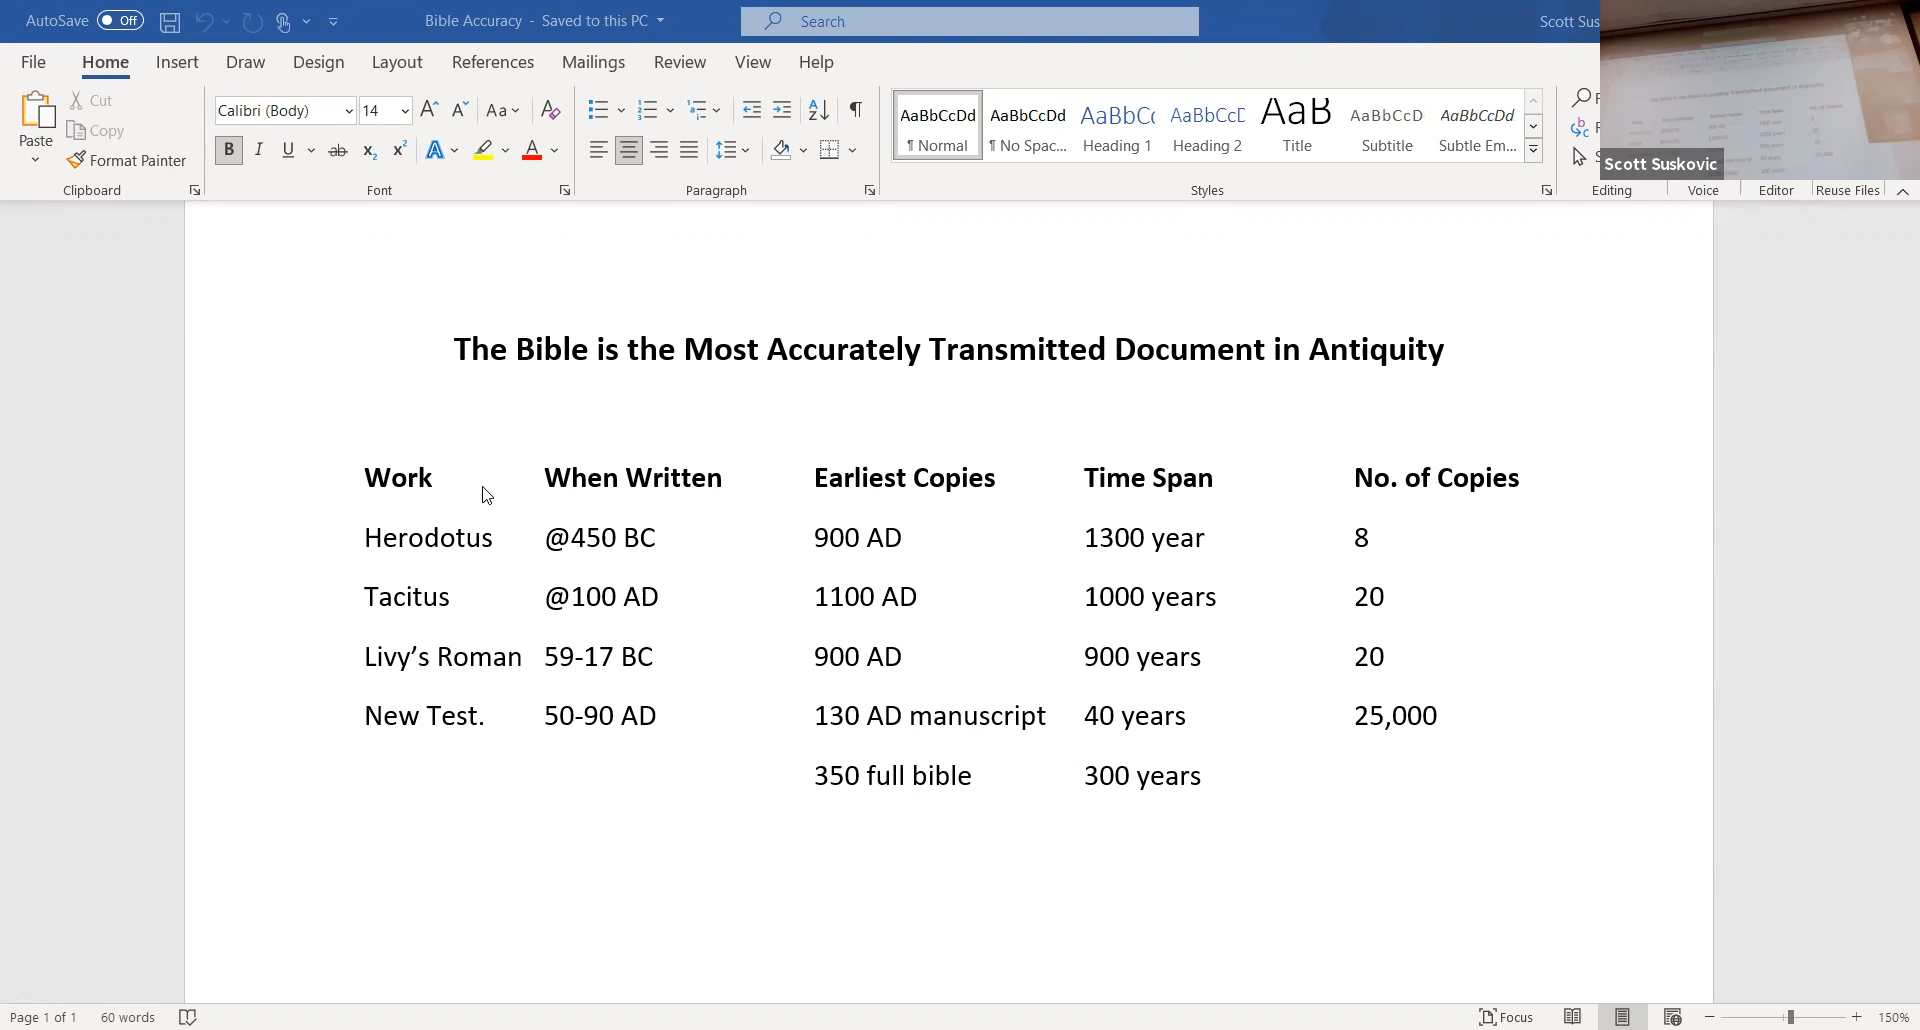 AutoSave Off Bible Accuracy - Saved to this PC Search Scott Sus
File Home Insert Draw Design Layout References Mailings Review View Help
Paste Cut Copy Format Painter
Calibri (Body) 14 Aa
B I U ab x₂ x² A A
AaBbCcDd AaBbCcDd AaBbC AaBbCcD AaB AaBbCcD AaBbCcDd
¶ Normal ¶ No Spac... Heading 1 Heading 2 Title Subtitle Subtle Em...
Scott Suskovic
Clipboard Font Paragraph Styles Editing Voice Editor Reuse Files
The Bible is the Most Accurately Transmitted Document in Antiquity
Work When Written Earliest Copies Time Span No. of Copies
Herodotus @450 BC 900 AD 1300 year 8
Tacitus @100 AD 1100 AD 1000 years 20
Livy’s Roman 59-17 BC 900 AD 900 years 20
New Test. 50-90 AD 130 AD manuscript 40 years 25,000
350 full bible 300 years
Page 1 of 1 60 words Focus 150%